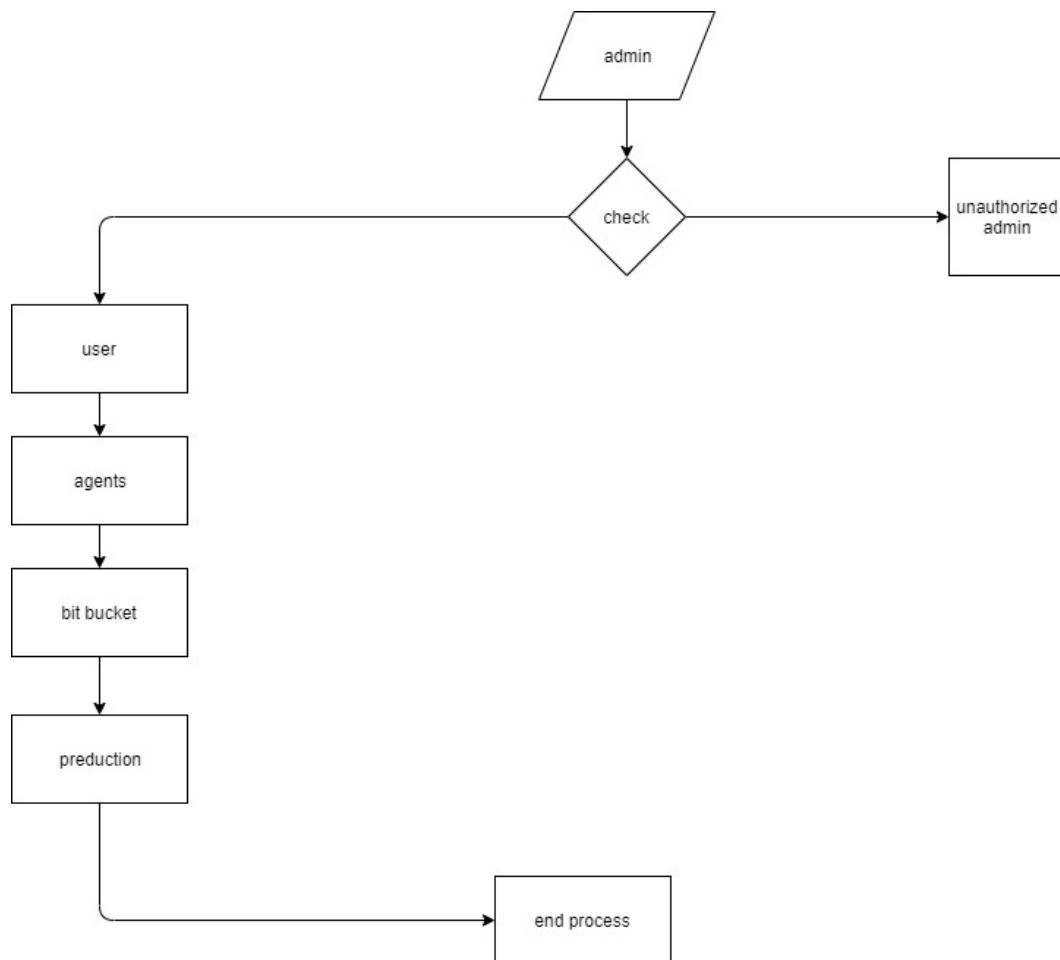 admin
check
unauthorized
admin
user
agents
bit bucket
preduction
end process